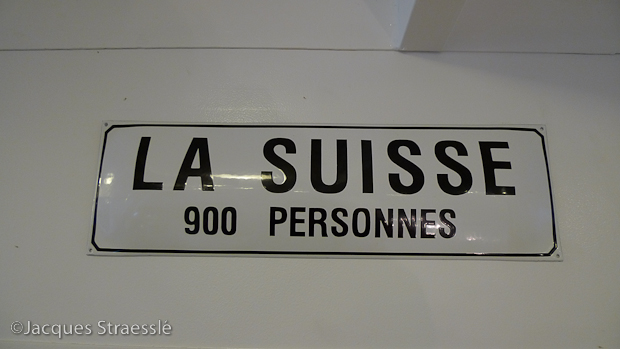 LA SUISSE
900 PERSONNES
©Jacques Straesslé